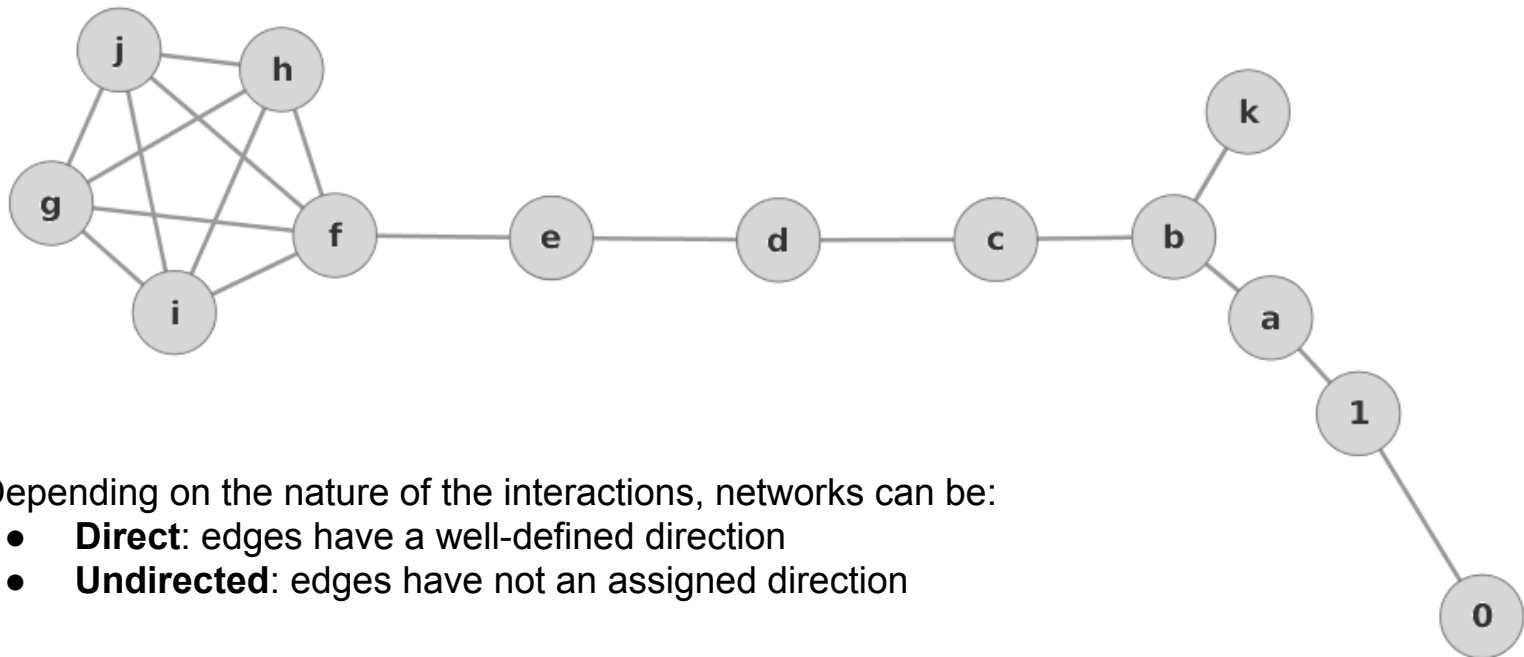 j
h
k
g
f
e
d
c
b
i
a
1
Depending on the nature of the interactions, networks can be:
● Direct: edges have a well-defined direction
● Undirected: edges have not an assigned direction
0